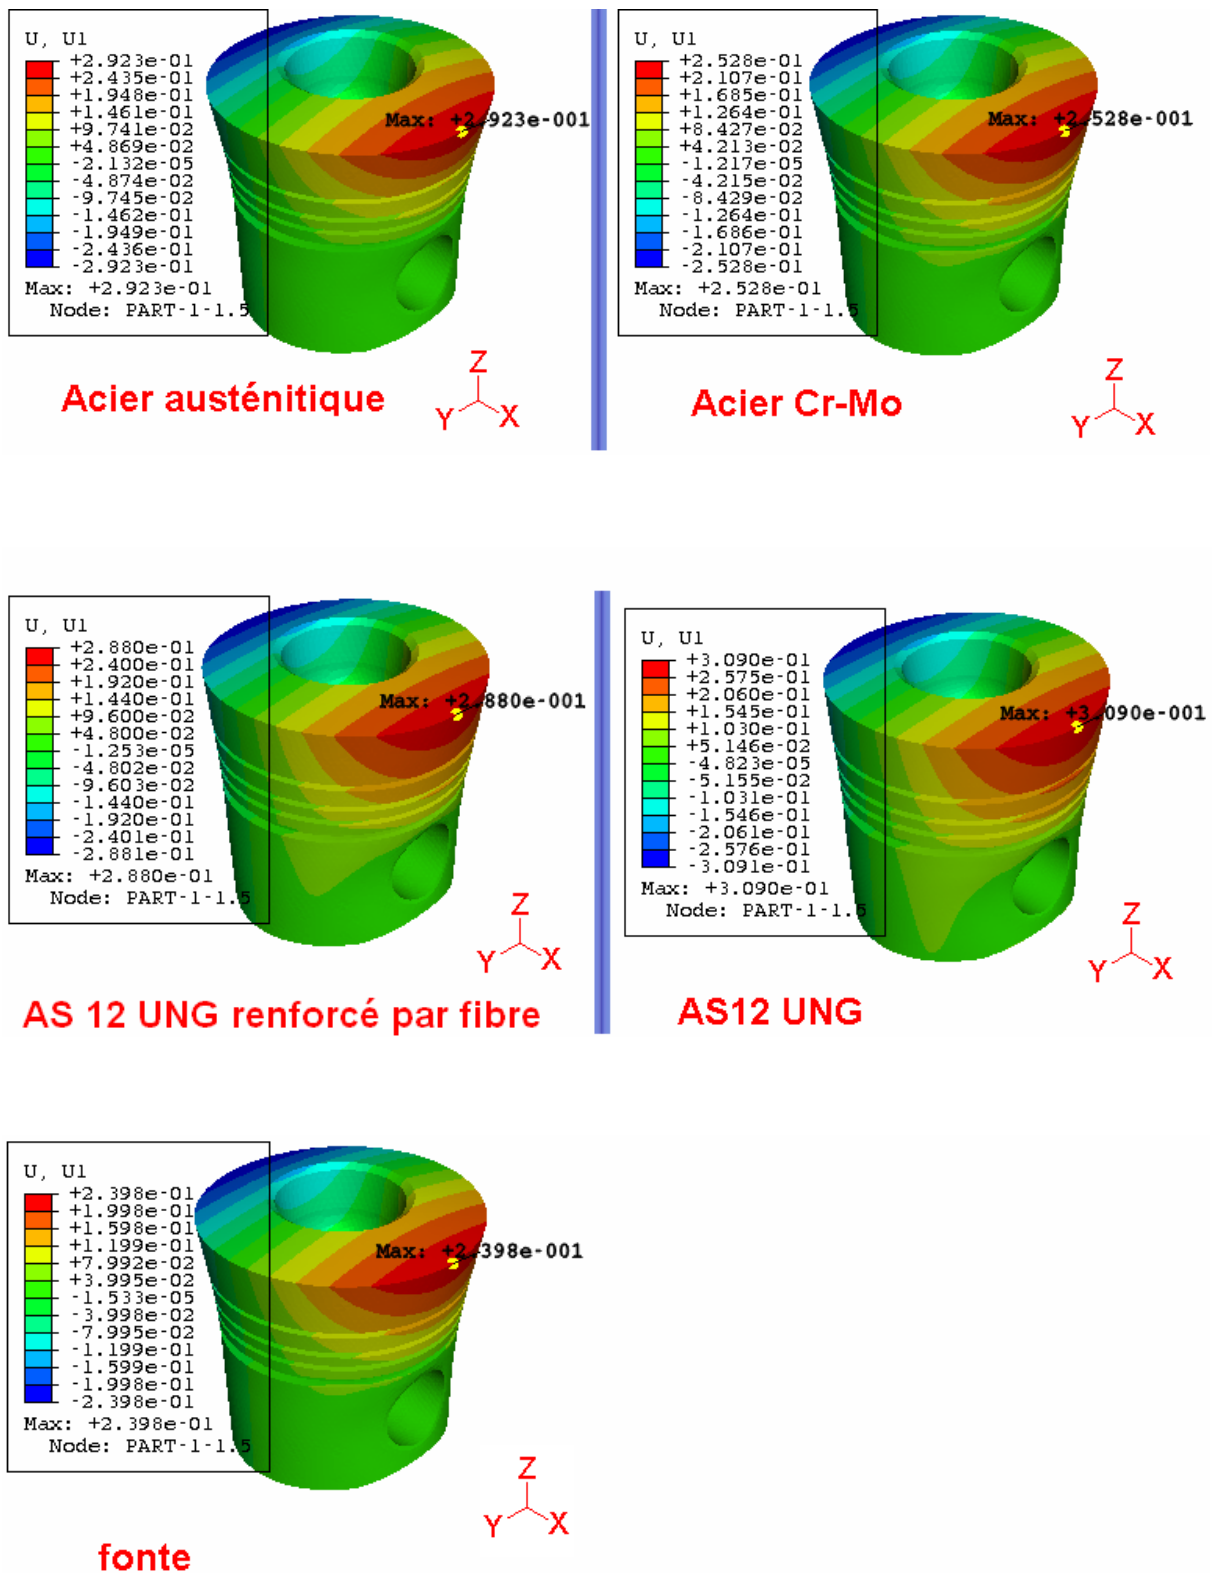 U, U1
+2.923e-01
+2.435e-01
+1.948e-01
+1.461e-01
+9.741e-02
+4.869e-02
-2.132e-05
-4.874e-02
-9.745e-02
-1.462e-01
-1.949e-01
-2.436e-01
-2.923e-01
Max: +2.923e-01
Node: PART-1-1.5
Max: +2.923e-001
Z
Y
X
Acier austénitique
U, U1
+2.528e-01
+2.107e-01
+1.685e-01
+1.264e-01
+8.427e-02
+4.213e-02
-1.217e-05
-4.215e-02
-8.429e-02
-1.264e-01
-1.686e-01
-2.107e-01
-2.528e-01
Max: +2.528e-01
Node: PART-1-1.5
Max: +2.528e-001
Z
Y
X
Acier Cr-Mo
U, U1
+2.880e-01
+2.400e-01
+1.920e-01
+1.440e-01
+9.600e-02
+4.800e-02
-1.253e-05
-4.802e-02
-9.603e-02
-1.440e-01
-1.920e-01
-2.401e-01
-2.881e-01
Max: +2.880e-01
Node: PART-1-1.5
Max: +2.880e-001
Z
Y
X
AS 12 UNG renforcé par fibre
U, U1
+3.090e-01
+2.575e-01
+2.060e-01
+1.545e-01
+1.030e-01
+5.146e-02
-4.823e-05
-5.155e-02
-1.031e-01
-1.546e-01
-2.061e-01
-2.576e-01
-3.091e-01
Max: +3.090e-01
Node: PART-1-1.5
Max: +3.090e-001
Z
Y
X
AS12 UNG
U, U1
+2.398e-01
+1.998e-01
+1.598e-01
+1.199e-01
+7.992e-02
+3.995e-02
-1.533e-05
-3.998e-02
-7.995e-02
-1.199e-01
-1.599e-01
-1.998e-01
-2.398e-01
Max: +2.398e-01
Node: PART-1-1.5
Max: +2.398e-001
Z
Y
X
fonte